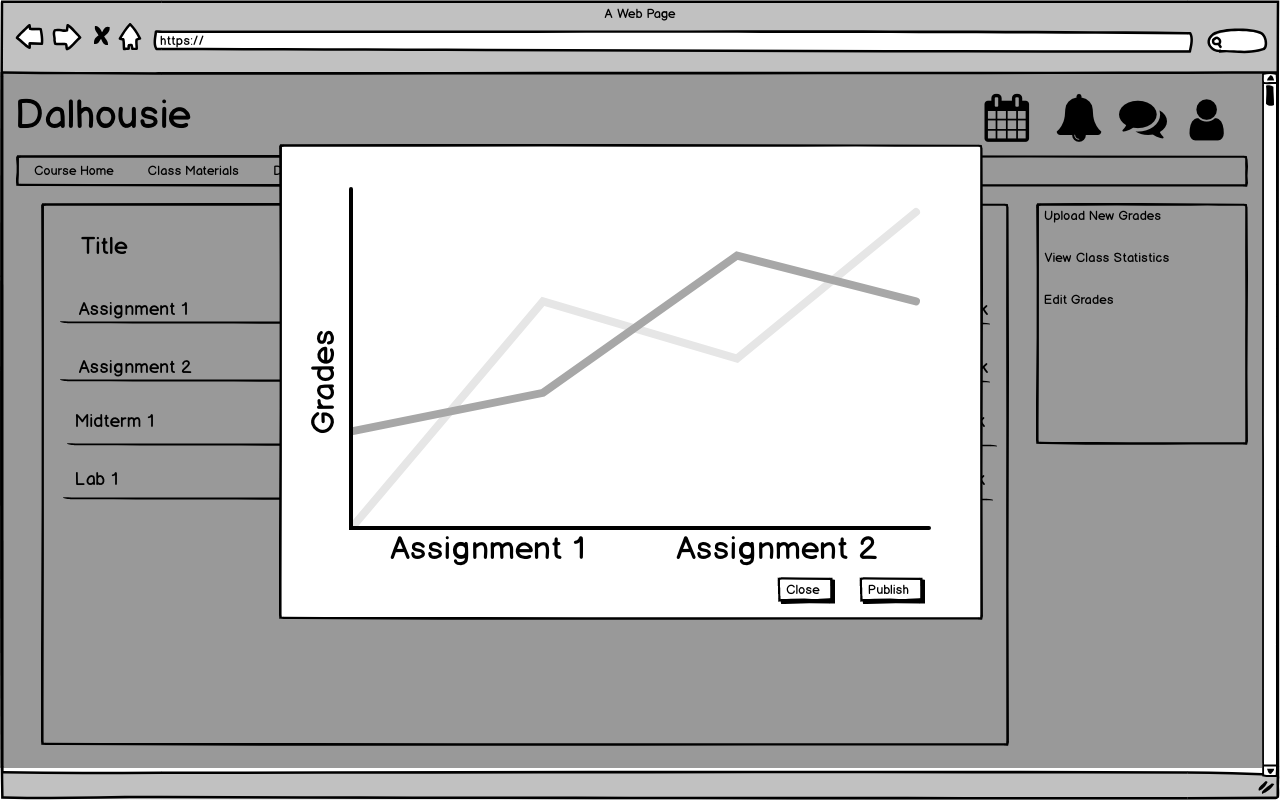 A Web Page
https://
Dalhousie
Course Home
Class Materials
Title
Assignment 1
Assignment 2
Midterm 1
Lab 1
Grades
Assignment 1
Assignment 2
Close
Publish
Upload New Grades
View Class Statistics
Edit Grades